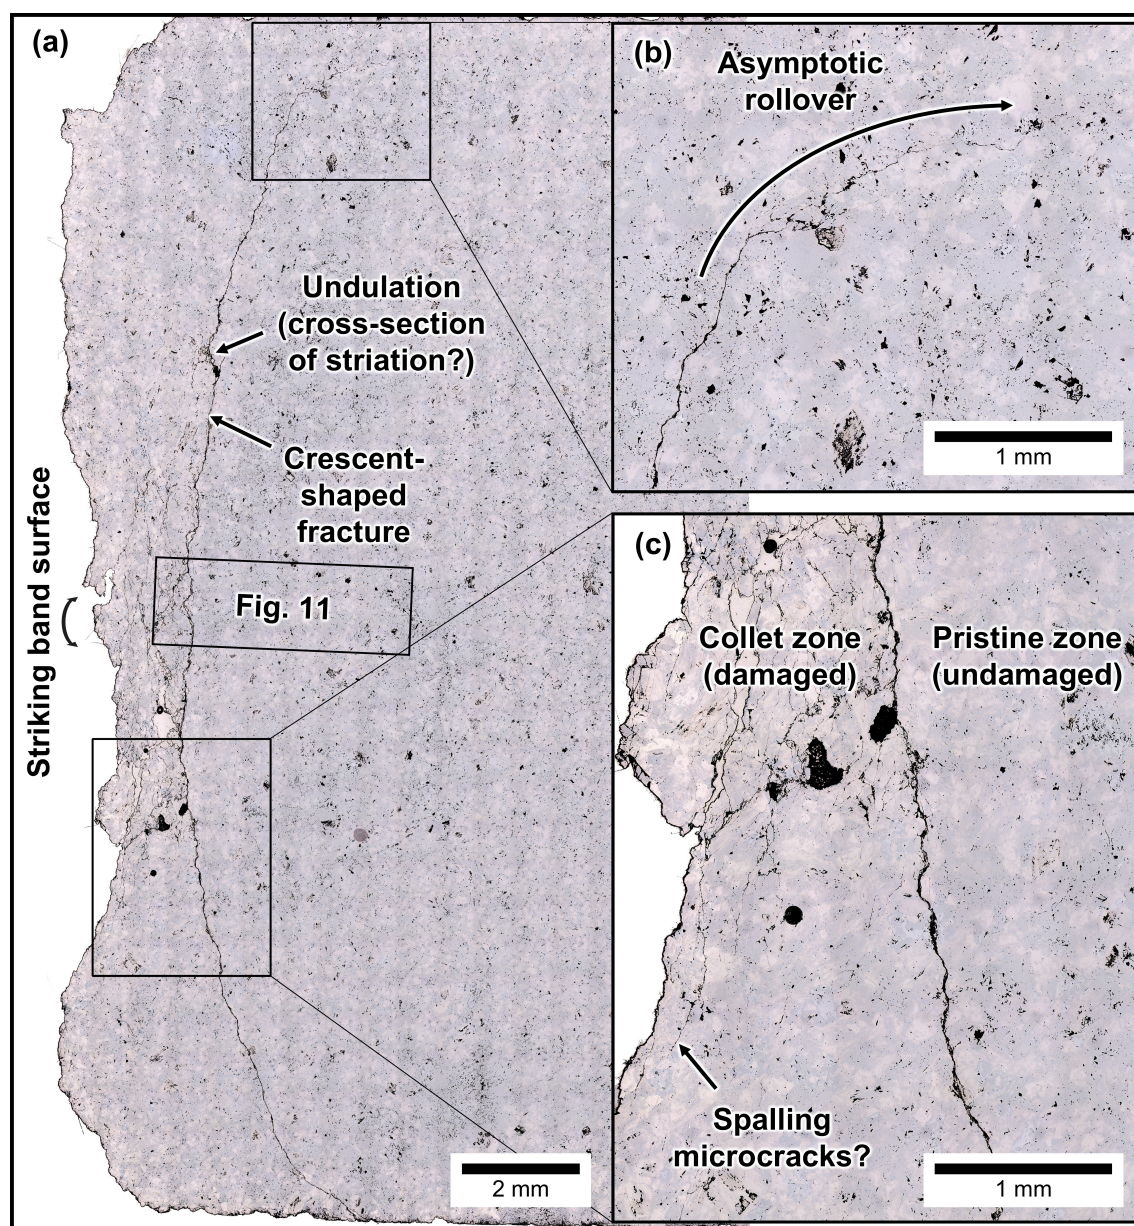 (a)
Undulation
(cross-section
of striation?)
Crescent-
shaped
fracture
Striking band surface
Fig. 11
2 mm
(b)
Asymptotic
rollover
1 mm
(c)
Collet zone
(damaged)
Pristine zone
(undamaged)
Spalling
microcracks?
1 mm